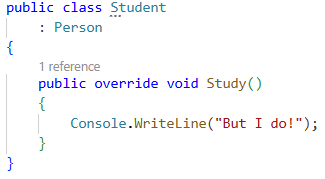 public class Student
    : Person
{
    1 reference
    public override void Study()
    {
        Console.WriteLine("But I do!");
    }
}